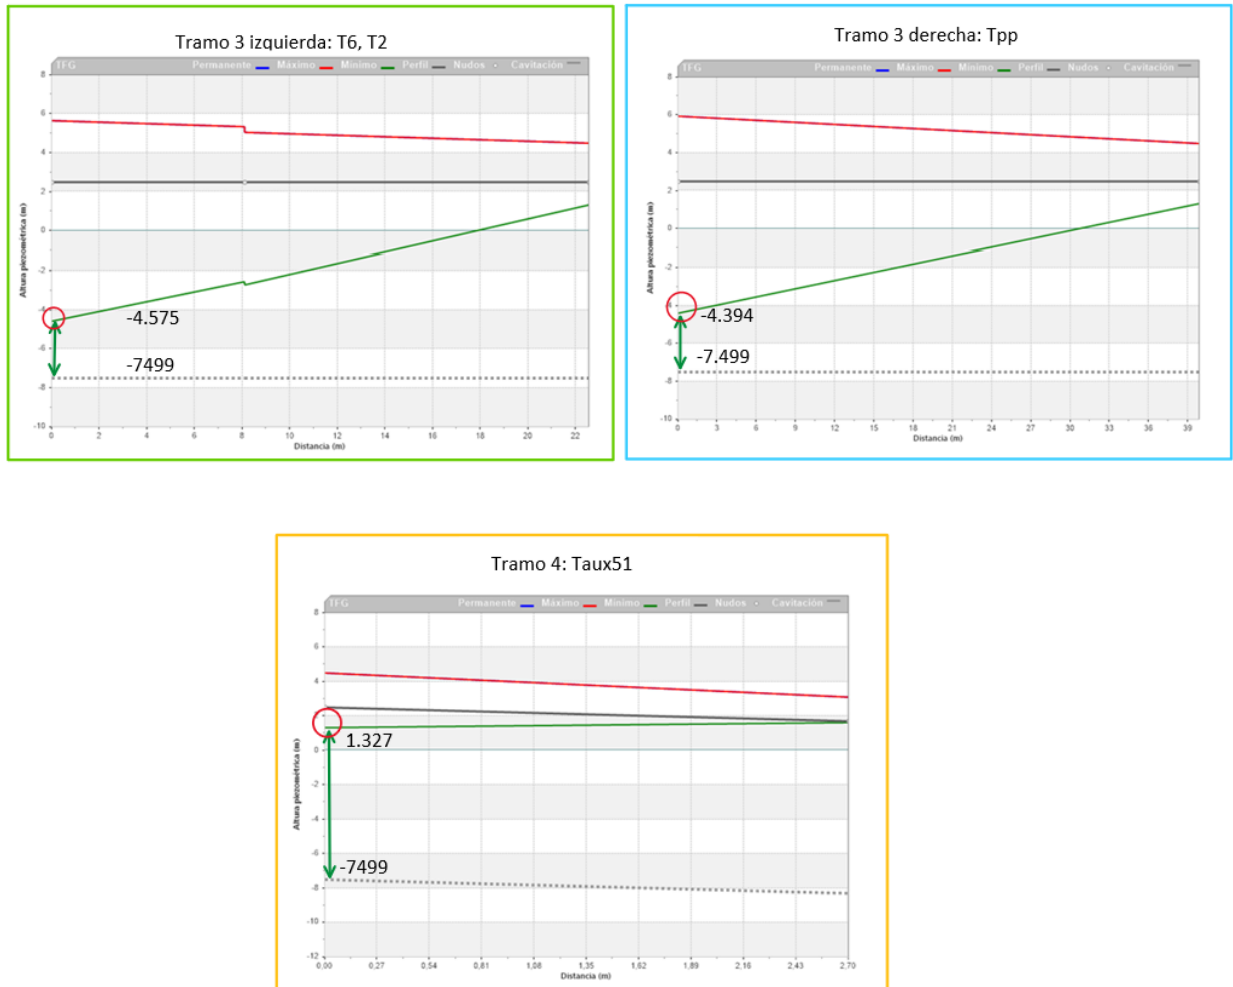 Tramo 3 izquierda: T6, T2
TFG Permanente Máximo Mínimo Perfil Nudos Cavitación
8
6
4
2
0
-2
-4
-6
-8
-10
Altura piezométrica (m)
-4.575
-7499
0 2 4 6 8 10 12 14 16 18 20 22
Distancia (m)
Tramo 3 derecha: Tpp
TFG Permanente Máximo Mínimo Perfil Nudos Cavitación
8
6
4
2
0
-2
-4
-6
-8
-10
Altura piezométrica (m)
-4.394
-7.499
0 3 6 9 12 15 18 21 24 27 30 33 36 39
Distancia (m)
Tramo 4: Taux51
TFG Permanente Máximo Mínimo Perfil Nudos Cavitación
8
6
4
0
-2
-4
-6
-8
-10
-12
Altura piezométrica (m)
1.327
-7499
0,00 0,27 0,54 0,81 1,08 1,35 1,62 1,89 2,16 2,43 2,70
Distancia (m)